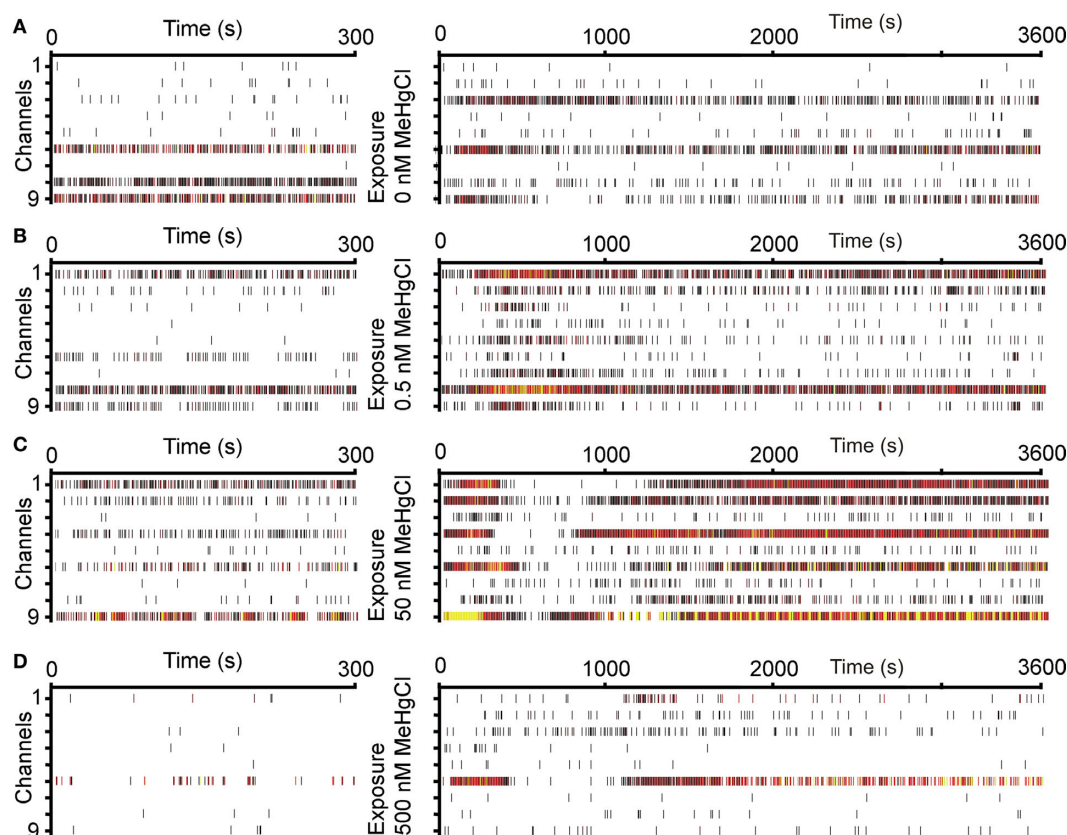 A
Time (s)
0 300
Channels
1
9
Exposure
0 nM MeHgCl
Time (s)
0 1000 2000 3600
B
Time (s)
0 300
Channels
1
9
Exposure
0.5 nM MeHgCl
Time (s)
0 1000 2000 3600
C
Time (s)
0 300
Channels
1
9
Exposure
50 nM MeHgCl
Time (s)
0 1000 2000 3600
D
Time (s)
0 300
Channels
1
9
Exposure
500 nM MeHgCl
Time (s)
0 1000 2000 3600